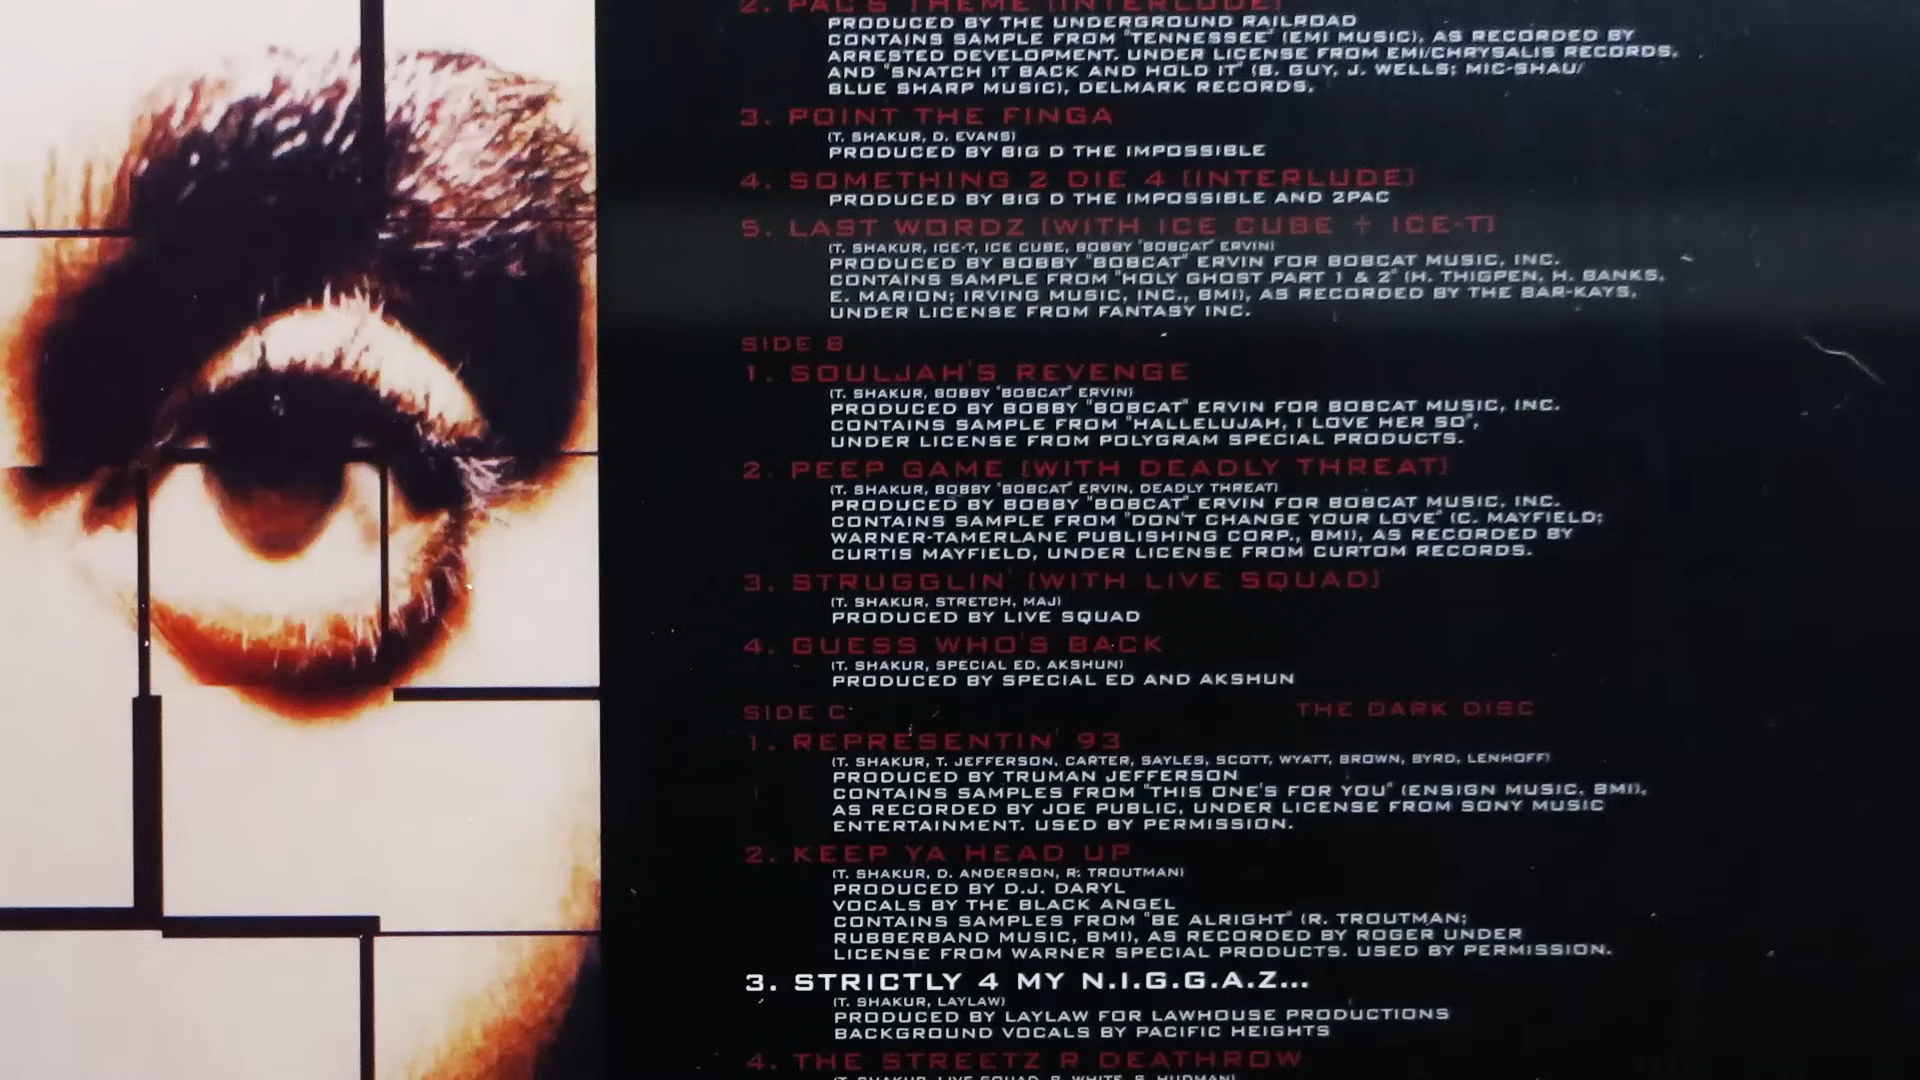 2. PAC'S THEME [INTERLUDE]
PRODUCED BY THE UNDERGROUND RAILROAD
CONTAINS SAMPLE FROM "TENNESSEE" (EMI MUSIC), AS RECORDED BY
ARRESTED DEVELOPMENT. UNDER LICENSE FROM EMI/CHRYSALIS RECORDS,
AND "SNATCH IT BACK AND HOLD IT" (B. GUY, J. WELLS; MIC-SHAU/
BLUE SHARP MUSIC), DELMARK RECORDS,
3. POINT THE FINGA
(T. SHAKUR, D. EVANS)
PRODUCED BY BIG D THE IMPOSSIBLE
4. SOMETHING 2 DIE 4 [INTERLUDE]
PRODUCED BY BIG D THE IMPOSSIBLE AND 2PAC
5. LAST WORDZ [WITH ICE CUBE + ICE-T]
(T. SHAKUR, ICE-T, ICE CUBE, BOBBY "BOBCAT" ERVIN)
PRODUCED BY BOBBY "BOBCAT" ERVIN FOR BOBCAT MUSIC, INC.
CONTAINS SAMPLE FROM "HOLY GHOST PART 1 & 2" (H. THIGPEN, H. BANKS,
E. MARION; IRVING MUSIC, INC., BMI), AS RECORDED BY THE BAR-KAYS,
UNDER LICENSE FROM FANTASY INC.
SIDE B
1. SOULJAH'S REVENGE
(T. SHAKUR, BOBBY "BOBCAT" ERVIN)
PRODUCED BY BOBBY "BOBCAT" ERVIN FOR BOBCAT MUSIC, INC.
CONTAINS SAMPLE FROM "HALLELUJAH, I LOVE HER SO",
UNDER LICENSE FROM POLYGRAM SPECIAL PRODUCTS.
2. PEEP GAME [WITH DEADLY THREAT]
(T. SHAKUR, BOBBY "BOBCAT" ERVIN, DEADLY THREAT)
PRODUCED BY BOBBY "BOBCAT" ERVIN FOR BOBCAT MUSIC, INC.
CONTAINS SAMPLE FROM "DON'T CHANGE YOUR LOVE" (C. MAYFIELD;
WARNER-TAMERLANE PUBLISHING CORP., BMI), AS RECORDED BY
CURTIS MAYFIELD, UNDER LICENSE FROM CURTOM RECORDS.
3. STRUGGLIN' [WITH LIVE SQUAD]
(T. SHAKUR, STRETCH, MAJ)
PRODUCED BY LIVE SQUAD
4. GUESS WHO'S BACK
(T. SHAKUR, SPECIAL ED, AKSHUN)
PRODUCED BY SPECIAL ED AND AKSHUN
SIDE C THE DARK DISC
1. REPRESENTIN' 93
(T. SHAKUR, T. JEFFERSON, CARTER, SAYLES, SCOTT, WYATT, BROWN, BYRD, LENHOFF)
PRODUCED BY TRUMAN JEFFERSON
CONTAINS SAMPLES FROM "THIS ONE'S FOR YOU" (ENSIGN MUSIC, BMI),
AS RECORDED BY JOE PUBLIC, UNDER LICENSE FROM SONY MUSIC
ENTERTAINMENT. USED BY PERMISSION.
2. KEEP YA HEAD UP
(T. SHAKUR, D. ANDERSON, R. TROUTMAN)
PRODUCED BY D.J. DARYL
VOCALS BY THE BLACK ANGEL
CONTAINS SAMPLES FROM "BE ALRIGHT" (R. TROUTMAN;
RUBBERBAND MUSIC, BMI), AS RECORDED BY ROGER UNDER
LICENSE FROM WARNER SPECIAL PRODUCTS. USED BY PERMISSION.
3. STRICTLY 4 MY N.I.G.G.A.Z...
(T. SHAKUR, LAYLAW)
PRODUCED BY LAYLAW FOR LAWHOUSE PRODUCTIONS
BACKGROUND VOCALS BY PACIFIC HEIGHTS
4. THE STREETZ R DEATHROW
(T. SHAKUR, LIVE SQUAD, B. WHITE, S. HUDMAN)